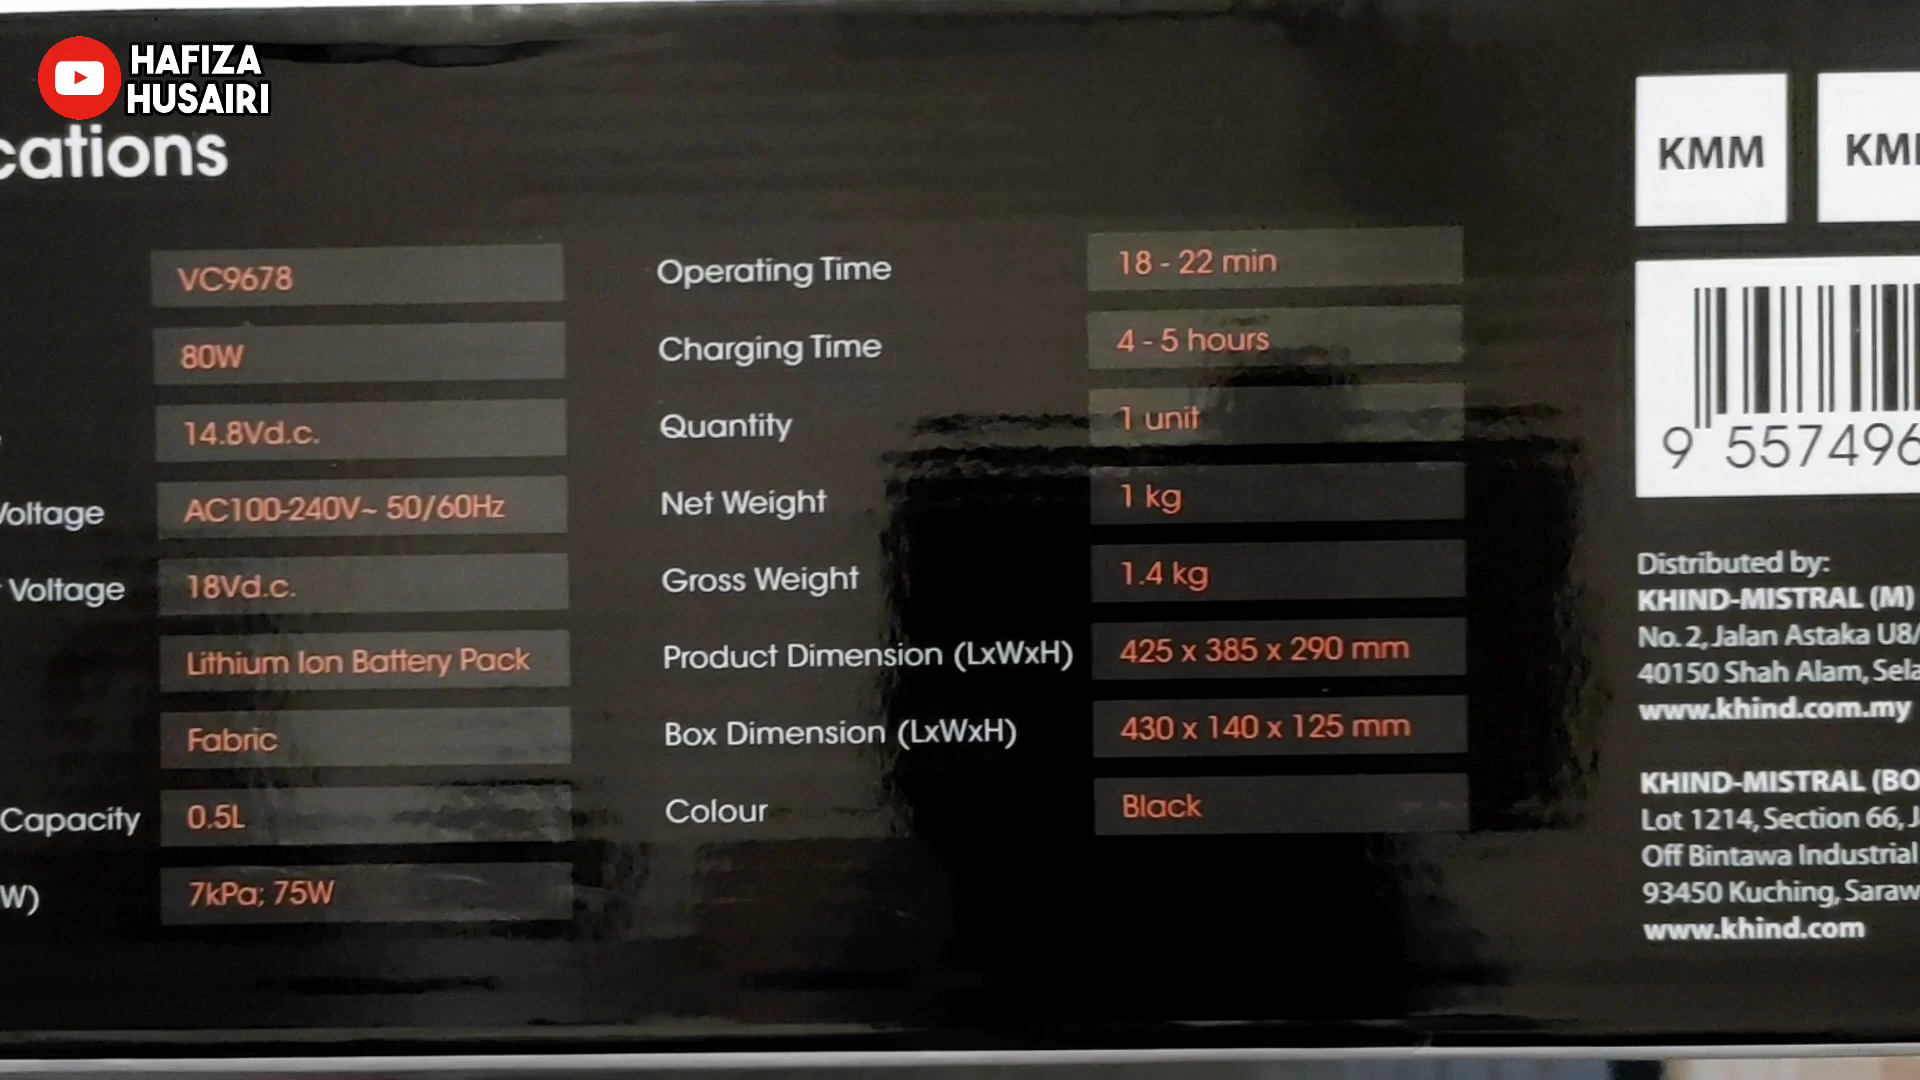 HAFIZA
HUSAIRI
cations
VC9678
80W
14.8Vd.c.
Voltage AC100-240V~ 50/60Hz
Voltage 18Vd.c.
Lithium Ion Battery Pack
Fabric
Capacity 0.5L
W) 7kPa; 75W
Operating Time 18 - 22 min
Charging Time 4 - 5 hours
Quantity 1 unit
Net Weight 1 kg
Gross Weight 1.4 kg
Product Dimension (LxWxH) 425 x 385 x 290 mm
Box Dimension (LxWxH) 430 x 140 x 125 mm
Colour Black
KMM
KM
9 557496
Distributed by:
KHIND-MISTRAL (M)
No. 2, Jalan Astaka U8/
40150 Shah Alam, Sela
www.khind.com.my
KHIND-MISTRAL (BO
Lot 1214, Section 66, J
Off Bintawa Industrial
93450 Kuching, Saraw
www.khind.com